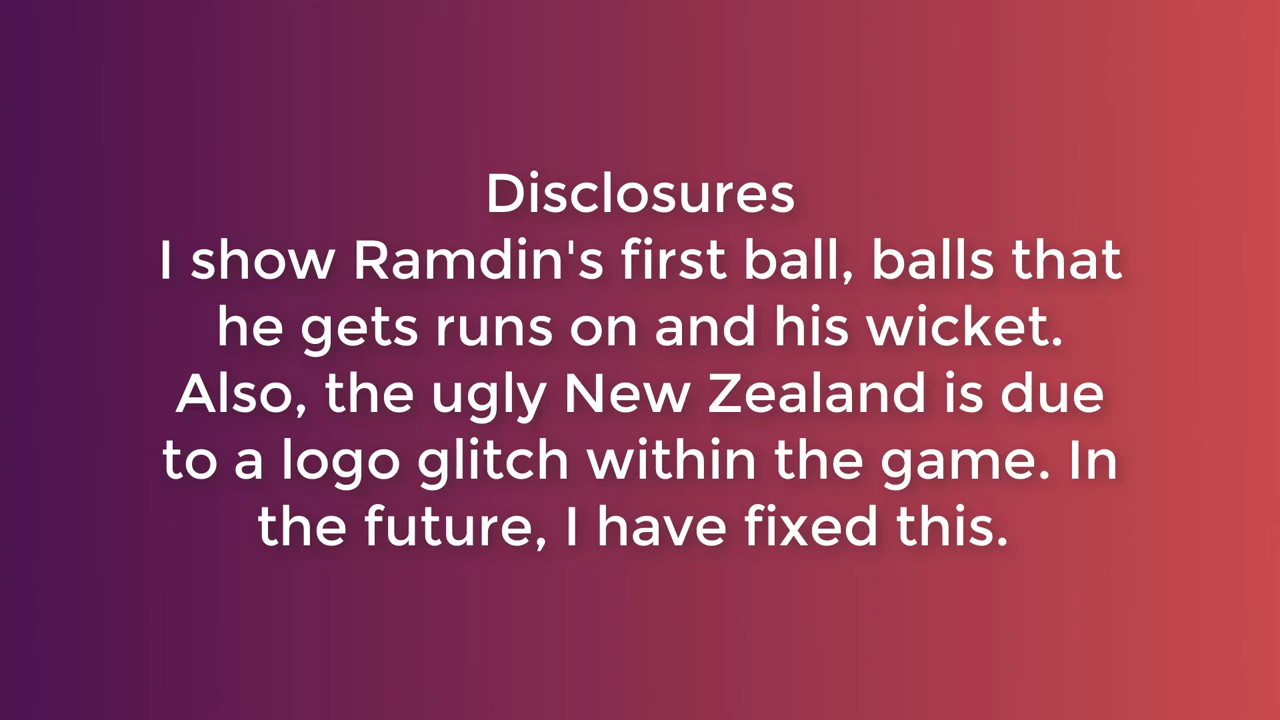 Disclosures
I show Ramdin's first ball, balls that
he gets runs on and his wicket.
Also, the ugly New Zealand is due
to a logo glitch within the game. In
the future, I have fixed this.